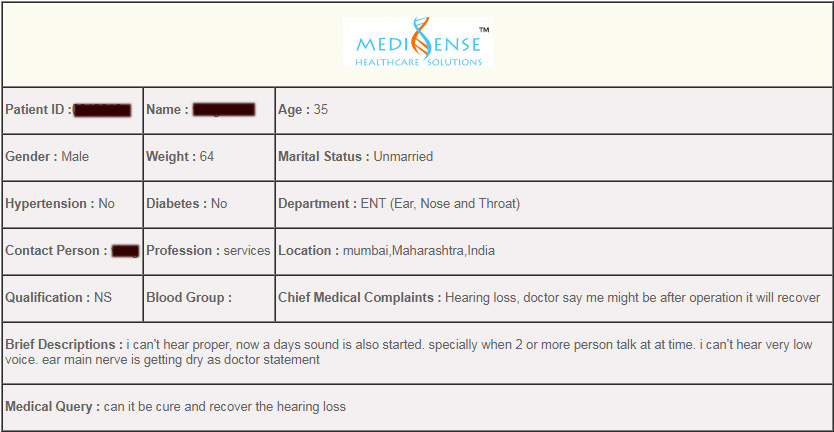 MEDISENSE™
HEALTHCARE SOLUTIONS
Patient ID : Name : Age : 35
Gender : Male Weight : 64 Marital Status : Unmarried
Hypertension : No Diabetes : No Department : ENT (Ear, Nose and Throat)
Contact Person : Profession : services Location : mumbai,Maharashtra,India
Qualification : NS Blood Group : Chief Medical Complaints : Hearing loss, doctor say me might be after operation it will recover
Brief Descriptions : i can't hear proper, now a days sound is also started. specially when 2 or more person talk at at time. i can't hear very low
voice. ear main nerve is getting dry as doctor statement
Medical Query : can it be cure and recover the hearing loss